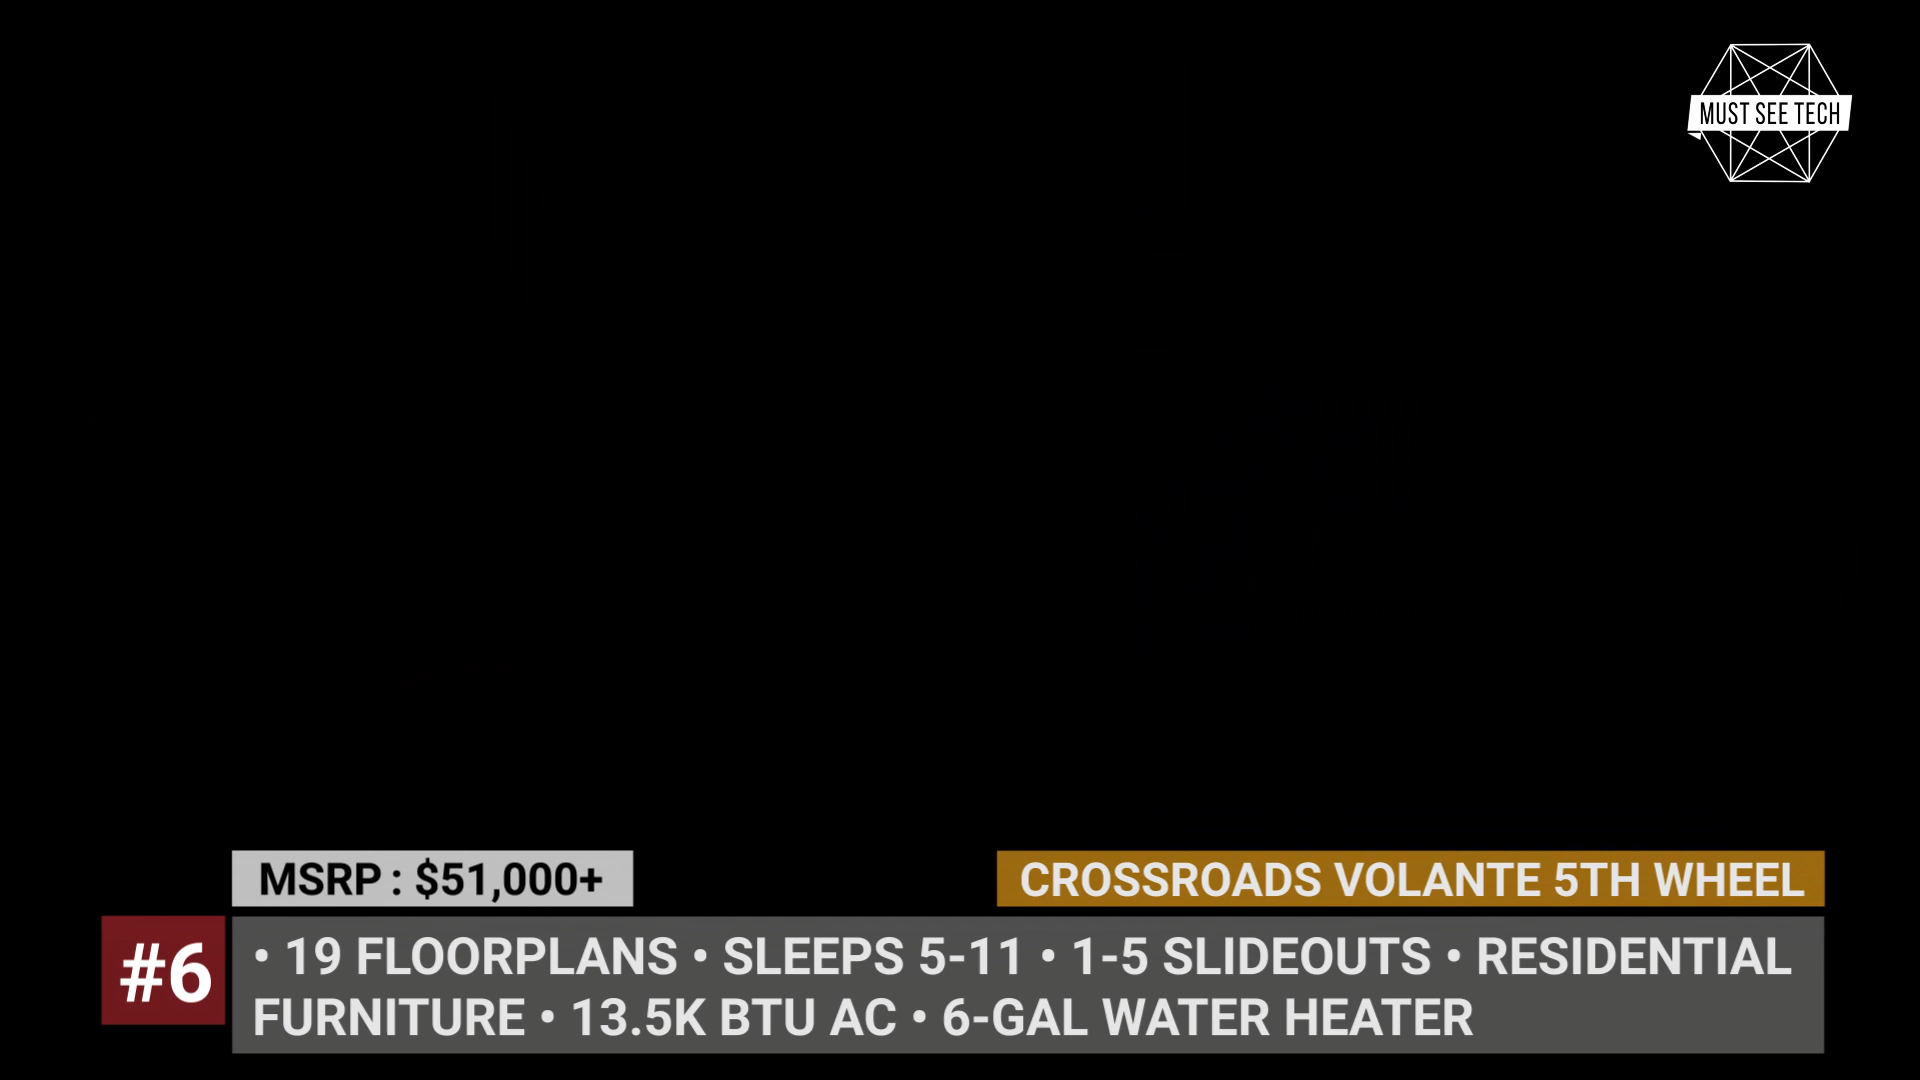 MUST SEE TECH
MSRP : $51,000+
CROSSROADS VOLANTE 5TH WHEEL
#6
• 19 FLOORPLANS • SLEEPS 5-11 • 1-5 SLIDEOUTS • RESIDENTIAL
FURNITURE • 13.5K BTU AC • 6-GAL WATER HEATER